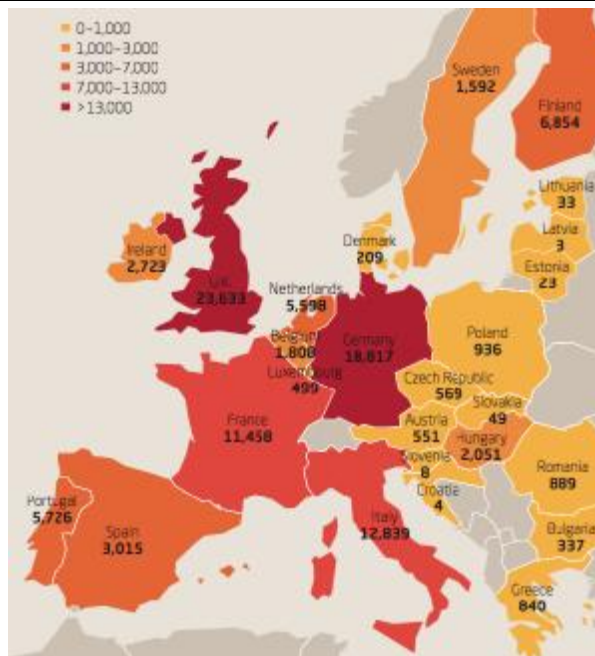 0–1,000
1,000–3,000
3,000–7,000
7,000–13,000
>13,000
Sweden
1,592
Finland
6,854
Lithuania
33
Latvia
3
Estonia
23
Denmark
209
Ireland
2,723
U.K.
23,633
Netherlands
5,598
Belgium
1,808
Luxembourg
499
Germany
18,817
Poland
936
Czech Republic
569
Slovakia
49
Austria
551
Hungary
2,051
Slovenia
8
Croatia
4
France
11,458
Romania
889
Portugal
5,726
Spain
3,015
Italy
12,839
Bulgaria
337
Greece
840